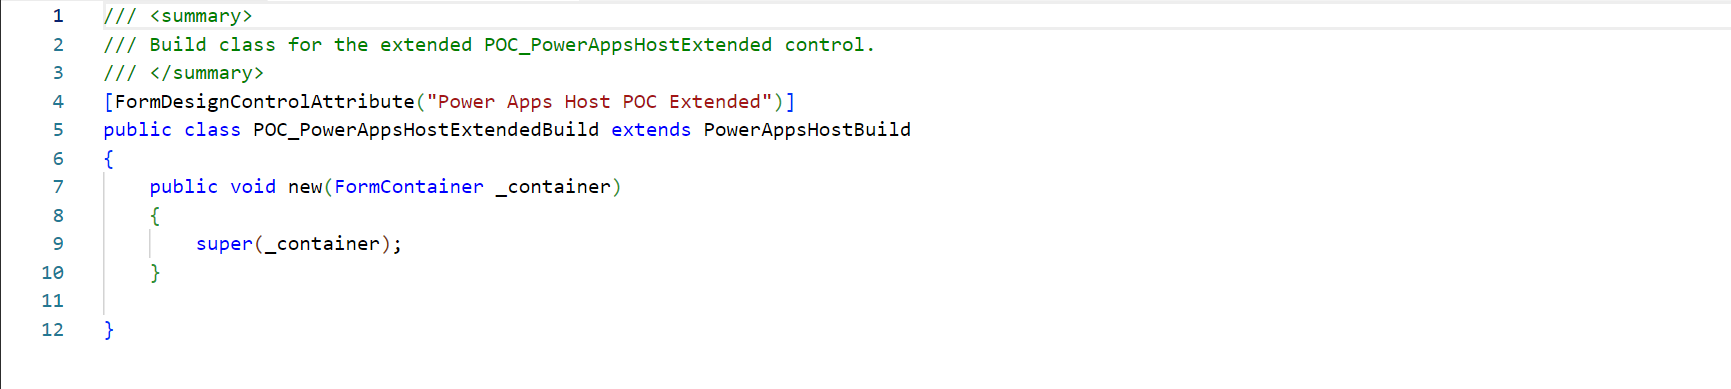 1 /// <summary>
2 /// Build class for the extended POC_PowerAppsHostExtended control.
3 /// </summary>
4 [FormDesignControlAttribute("Power Apps Host POC Extended")]
5 public class POC_PowerAppsHostExtendedBuild extends PowerAppsHostBuild
6 {
7     public void new(FormContainer _container)
8     {
9         super(_container);
10     }
11
12 }